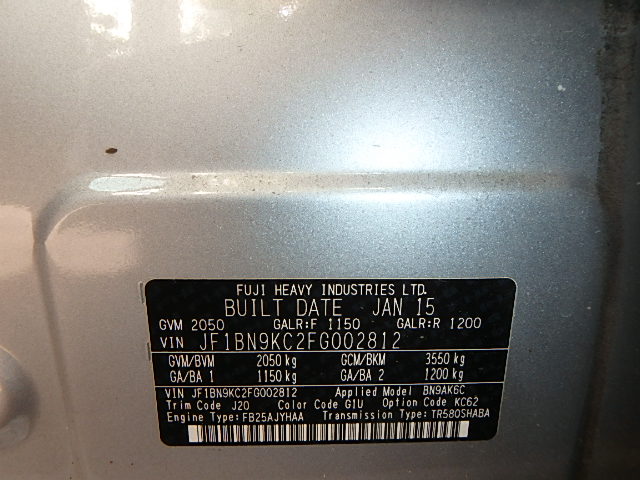 FUJI HEAVY INDUSTRIES LTD.
BUILT DATE JAN 15
GVM 2050 GALR:F 1150 GALR:R 1200
VIN JF1BN9KC2FG002812
GVM/BVM 2050 kg GCM/BKM 3550 kg
GA/BA 1 1150 kg GA/BA 2 1200 kg
VIN JF1BN9KC2FG002812 Applied Model BN9AK6C
Trim Code J20 Color Code G1U Option Code KC62
Engine Type:FB25AJYHAA Transmission Type:TR580SHABA